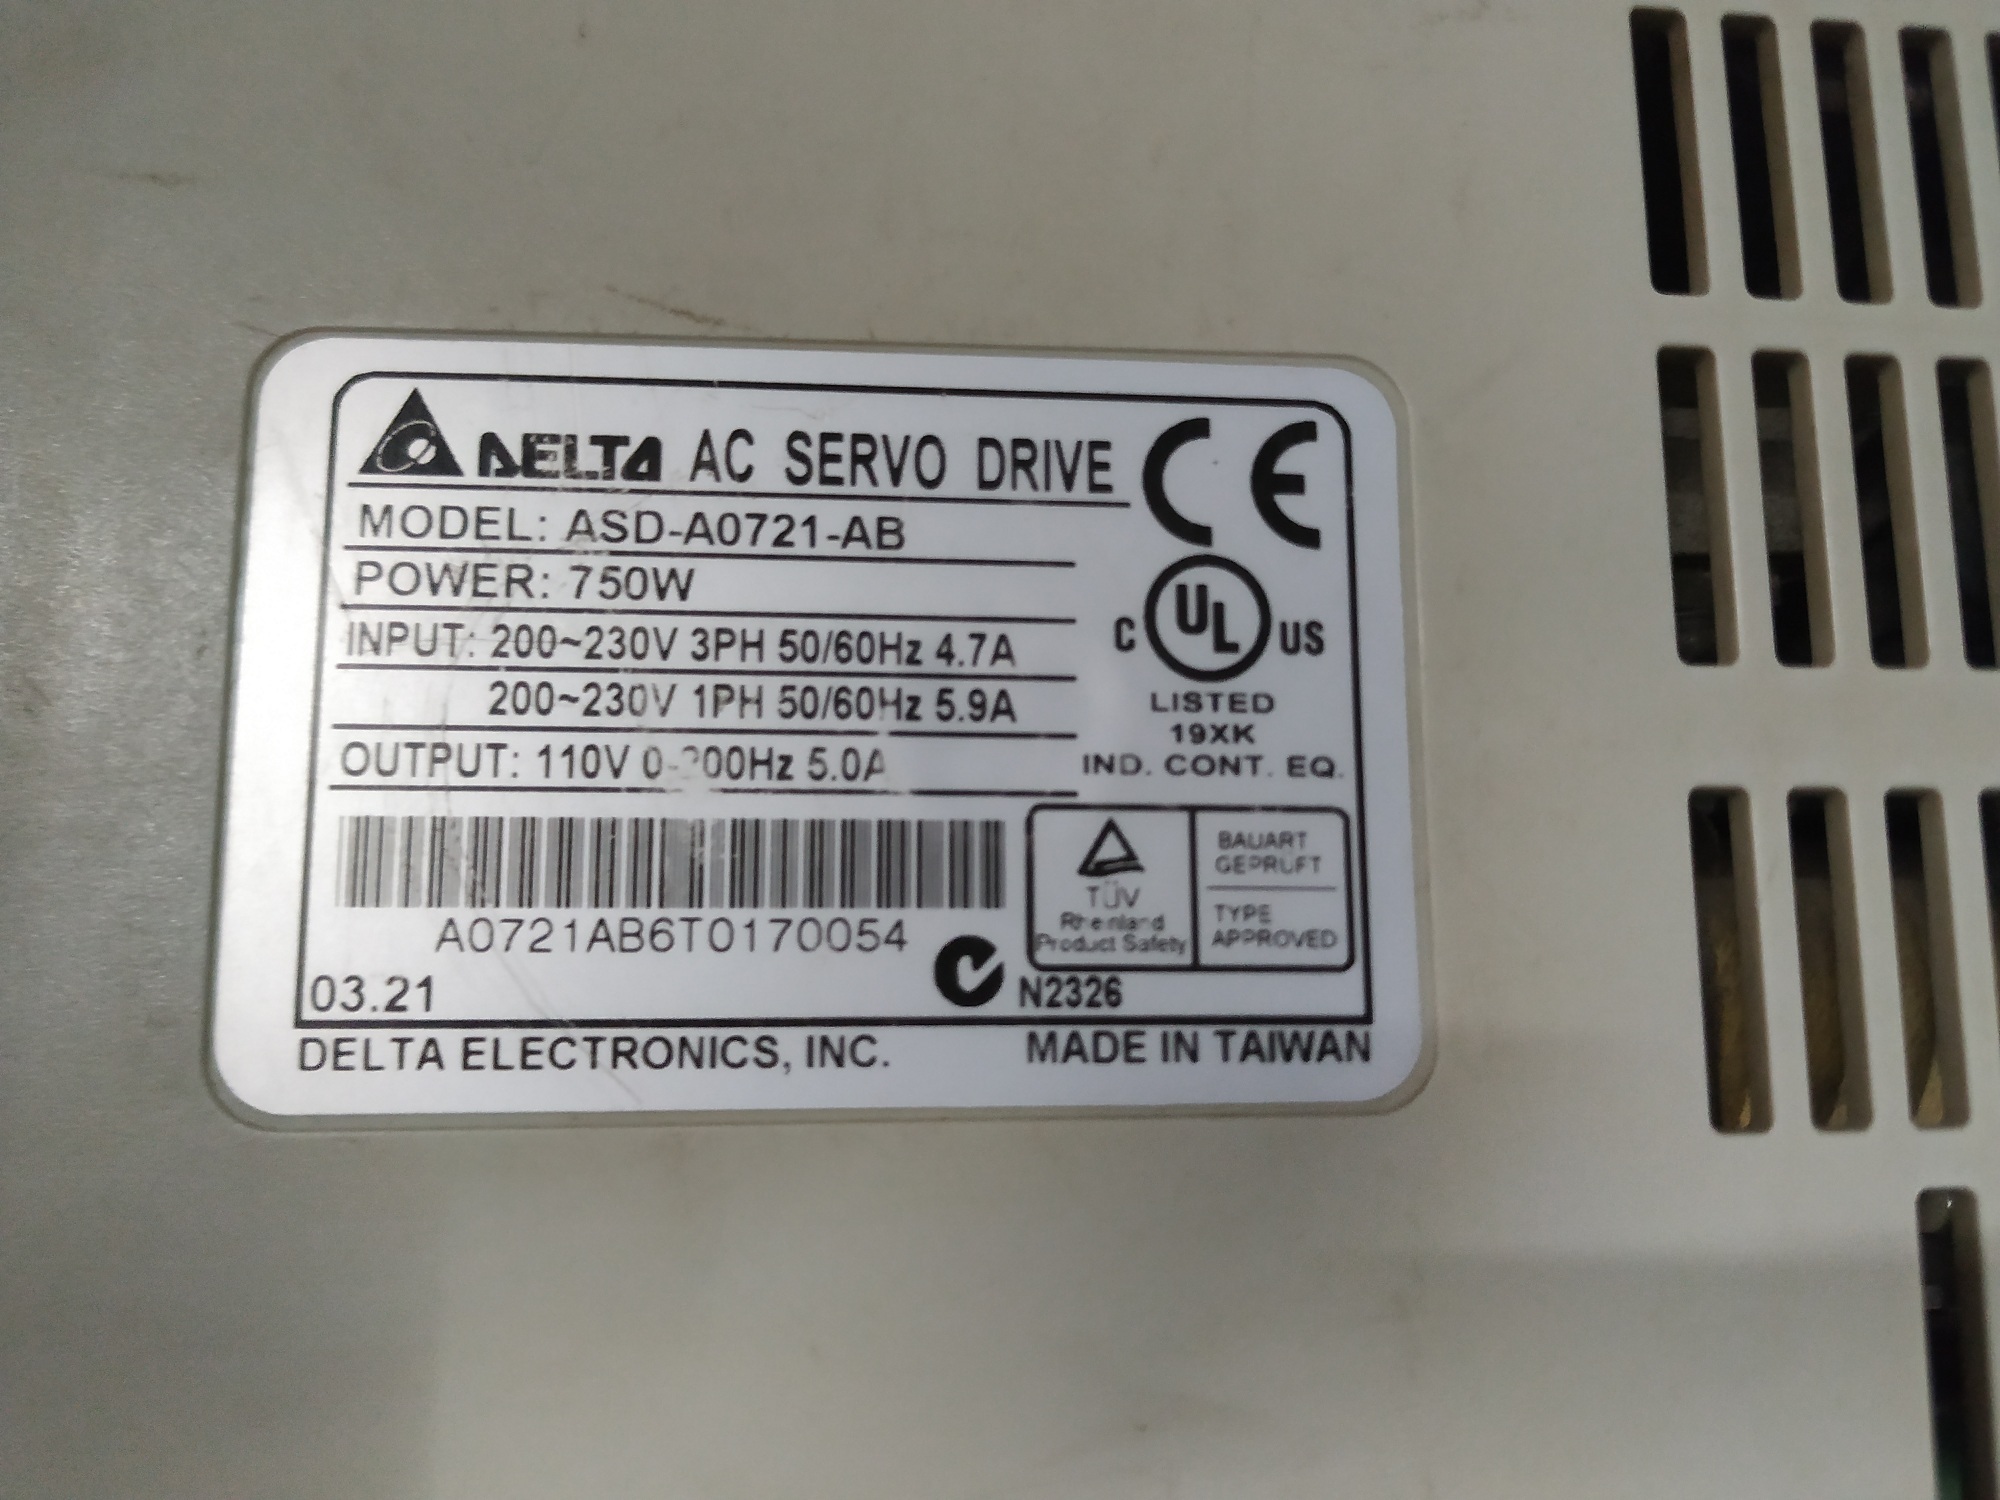 DELTA AC SERVO DRIVE CE
MODEL: ASD-A0721-AB
POWER: 750W
INPUT: 200~230V 3PH 50/60Hz 4.7A
200~230V 1PH 50/60Hz 5.9A
OUTPUT: 110V 5.0A
C UL US
LISTED
19XK
IND. CONT. EQ.
A0721AB6T0170054
TÜV
Rheinland
Product Safety
BAUART
GEPRUFT
TYPE
APPROVED
03.21
N2326
DELTA ELECTRONICS, INC.
MADE IN TAIWAN